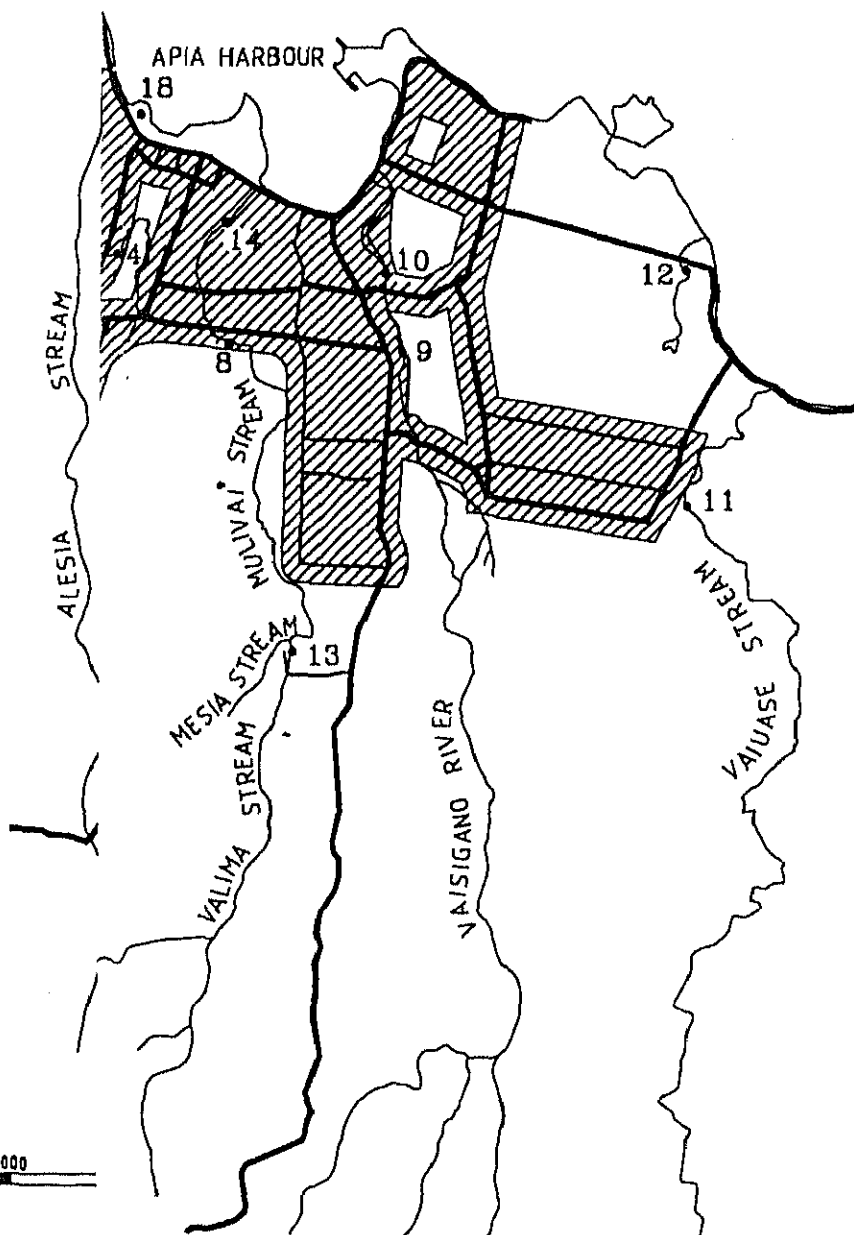 APIA HARBOUR
18
14
4
10
12
8
9
STREAM
ALESIA
MULIVAI STREAM
11
STREAM
VAIUASE
MESIA STREAM
13
VALIMA STREAM
VAISIGANO RIVER
000